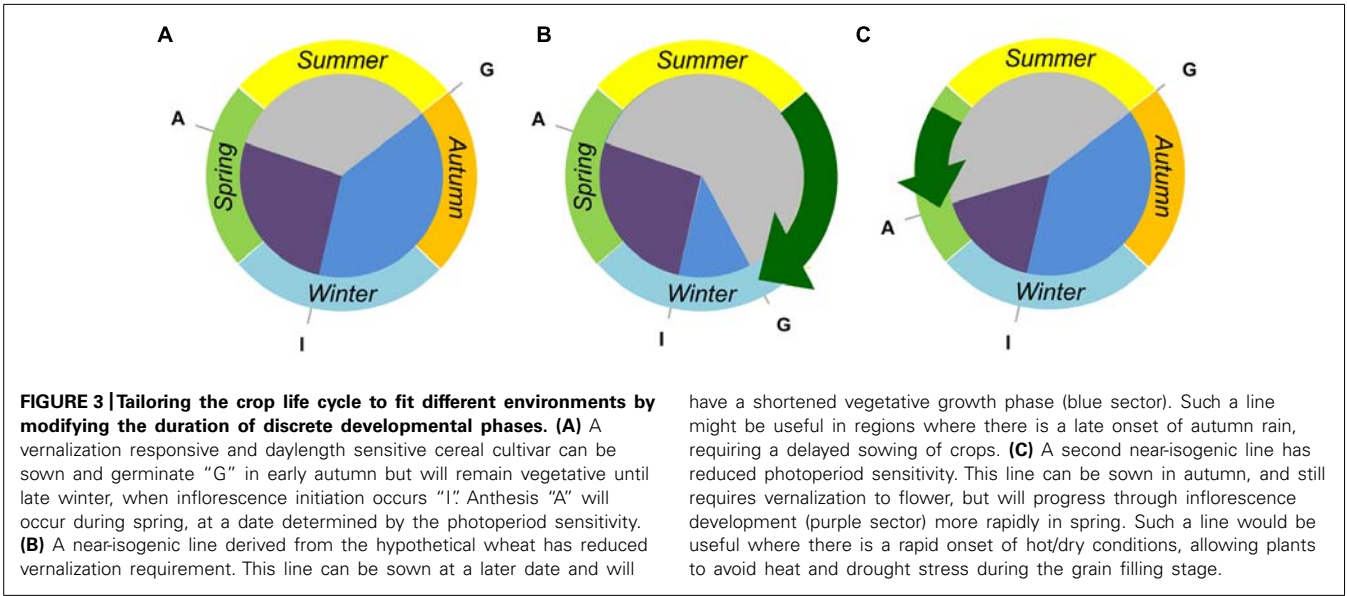 A
Summer
G
A
Spring
Autumn
Winter
I
B
Summer
A
Spring
Winter
I
G
C
Summer
G
Autumn
A
Winter
I
FIGURE 3 | Tailoring the crop life cycle to fit different environments by
modifying the duration of discrete developmental phases. (A) A
vernalization responsive and daylength sensitive cereal cultivar can be
sown and germinate “G” in early autumn but will remain vegetative until
late winter, when inflorescence initiation occurs “I”. Anthesis “A” will
occur during spring, at a date determined by the photoperiod sensitivity.
(B) A near-isogenic line derived from the hypothetical wheat has reduced
vernalization requirement. This line can be sown at a later date and will
have a shortened vegetative growth phase (blue sector). Such a line
might be useful in regions where there is a late onset of autumn rain,
requiring a delayed sowing of crops. (C) A second near-isogenic line has
reduced photoperiod sensitivity. This line can be sown in autumn, and still
requires vernalization to flower, but will progress through inflorescence
development (purple sector) more rapidly in spring. Such a line would be
useful where there is a rapid onset of hot/dry conditions, allowing plants
to avoid heat and drought stress during the grain filling stage.